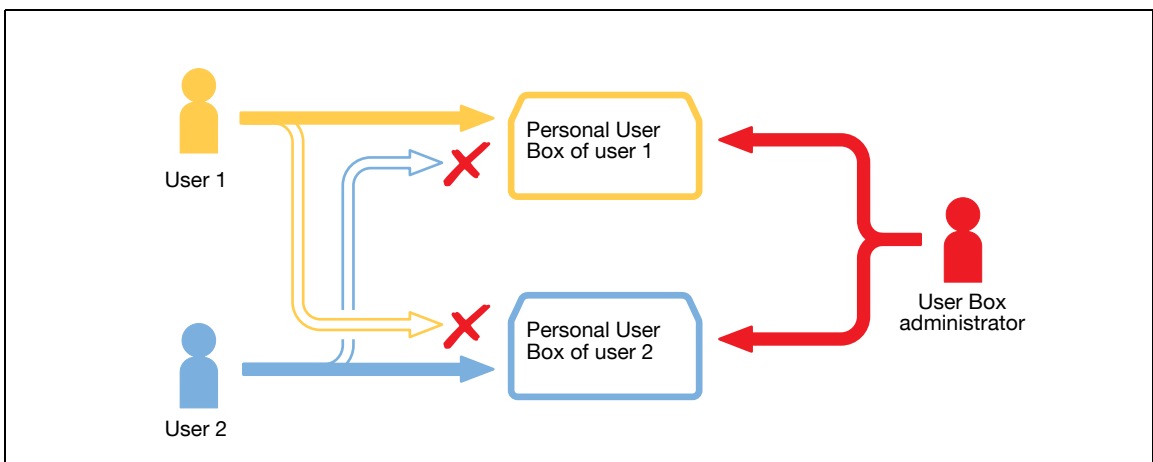 User 1
Personal User
Box of user 1
User Box
administrator
Personal User
Box of user 2
User 2